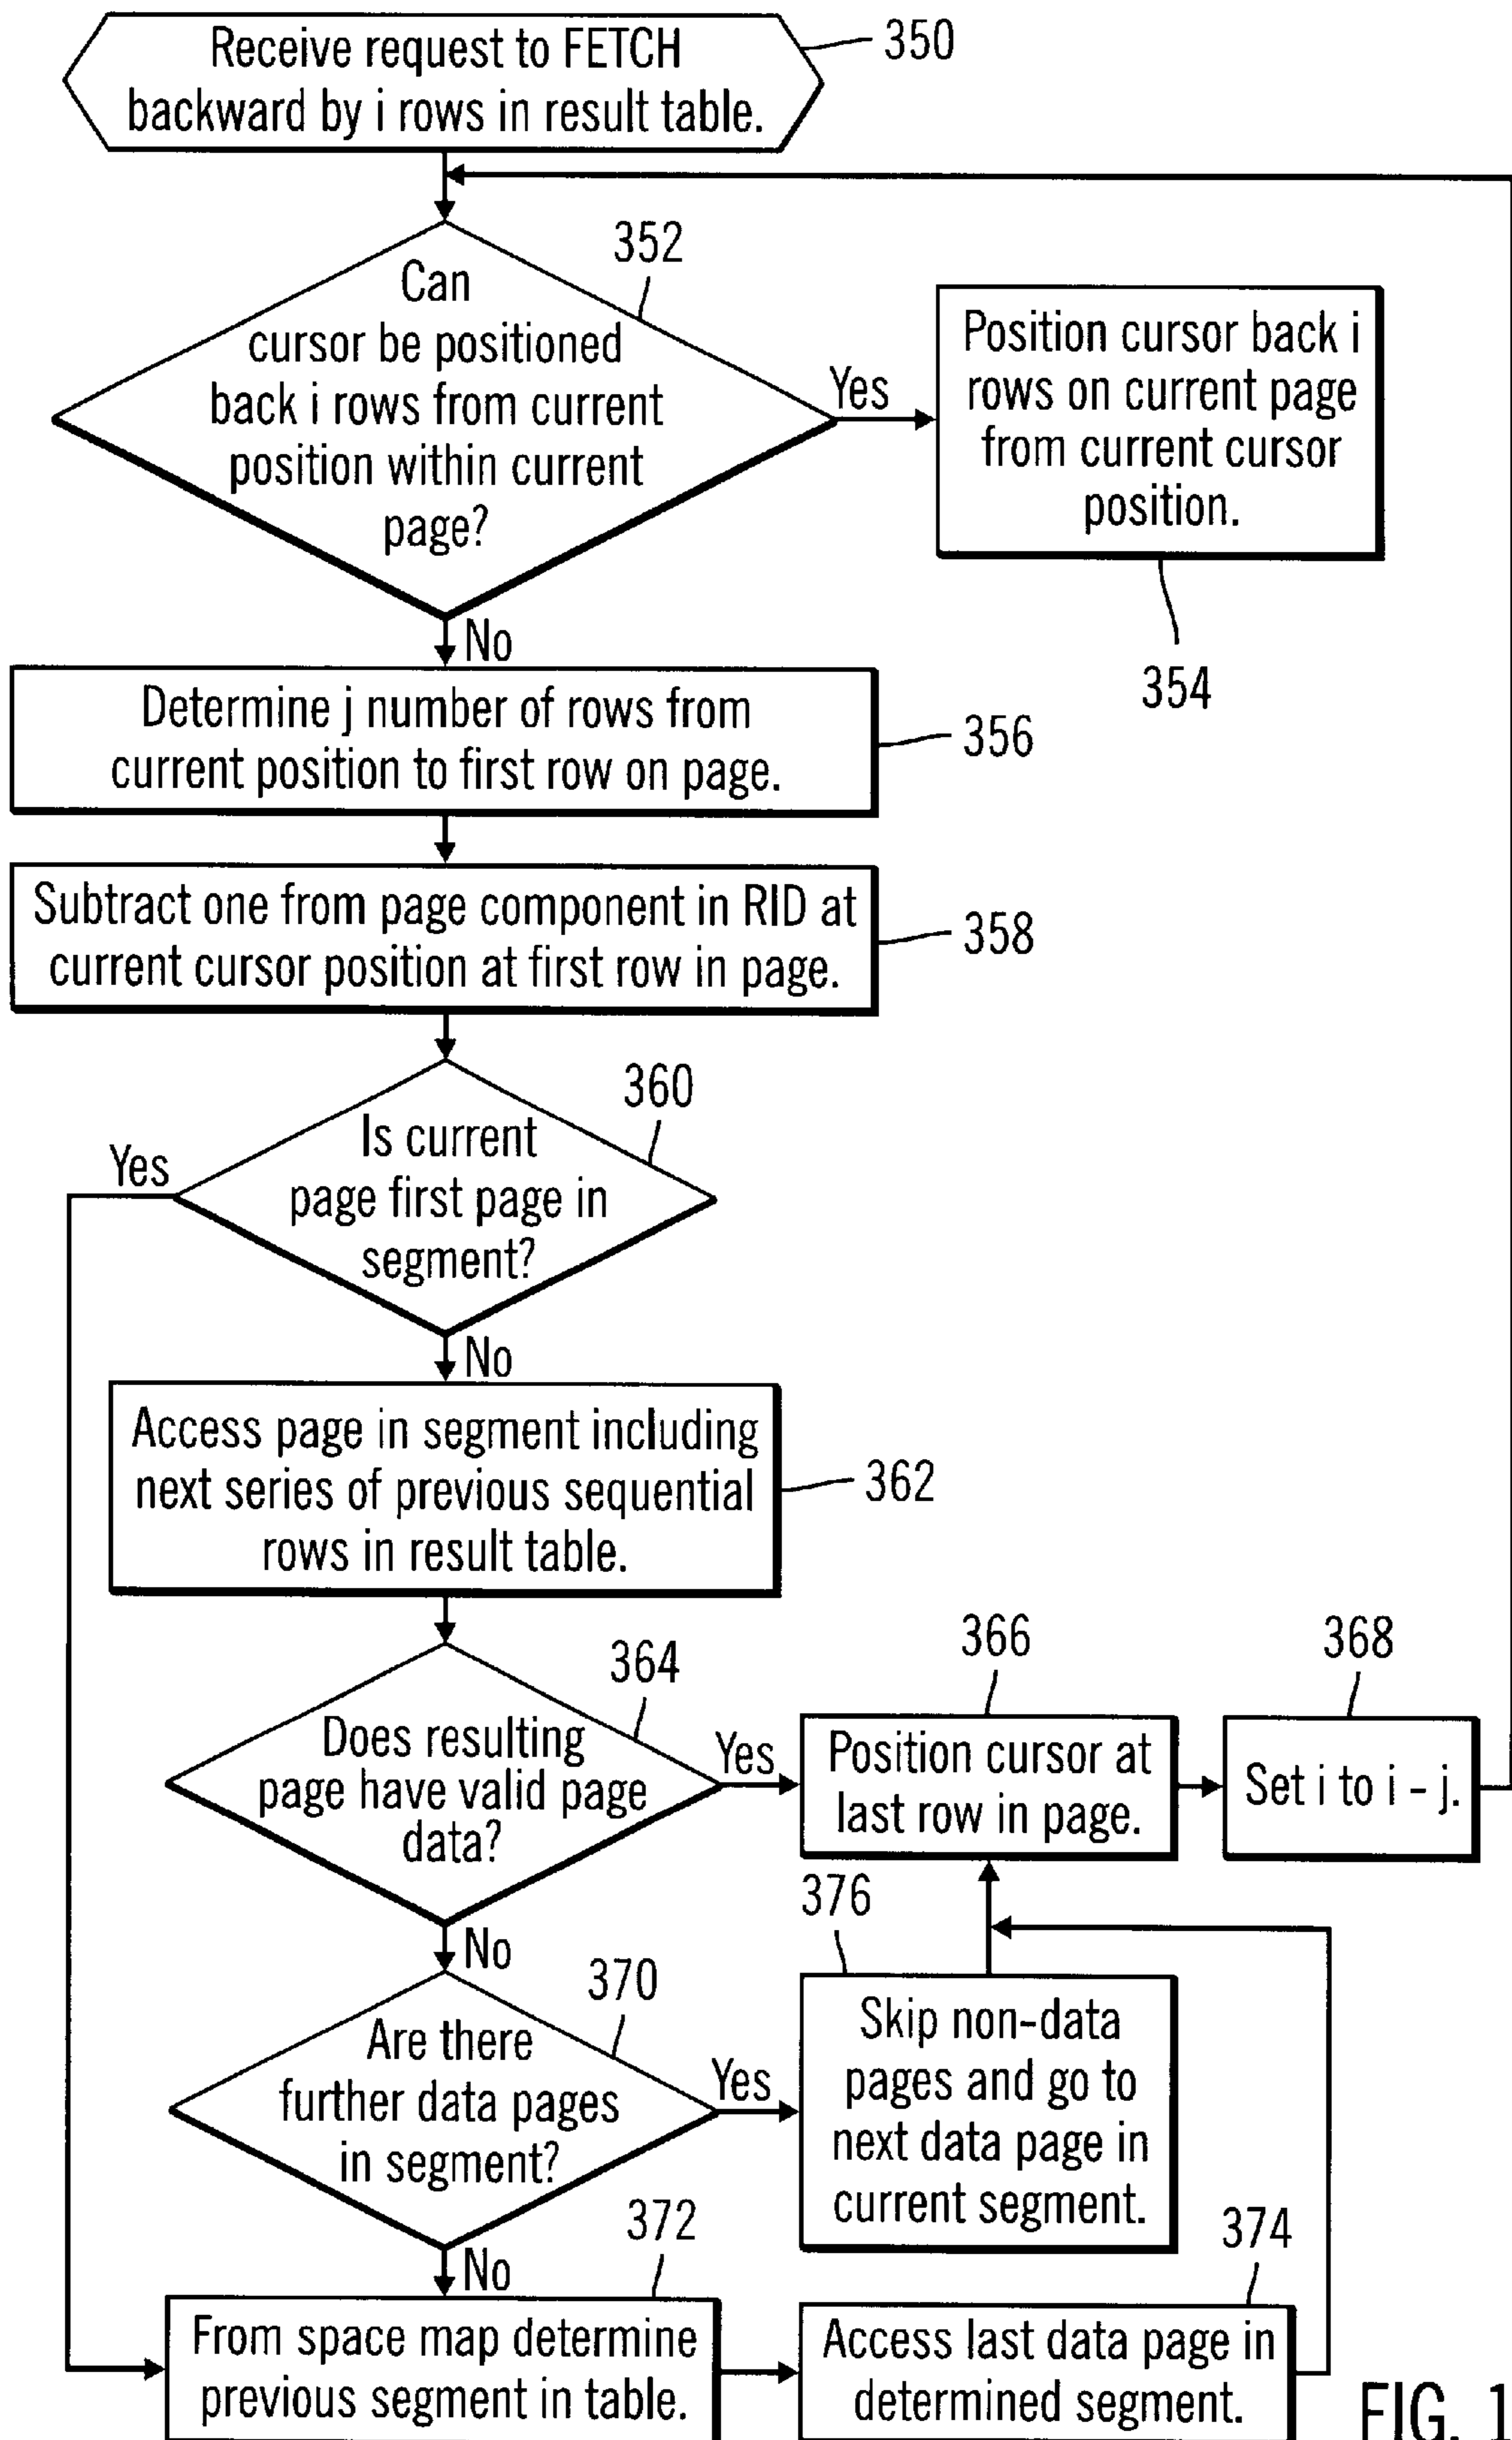 Receive request to FETCH
backward by i rows in result table.
350
352
Can
cursor be positioned
back i rows from current
position within current
page?
Yes
Position cursor back i
rows on current page
from current cursor
position.
354
No
Determine j number of rows from
current position to first row on page.
356
Subtract one from page component in RID at
current cursor position at first row in page.
358
360
Is current
page first page in
segment?
Yes
No
Access page in segment including
next series of previous sequential
rows in result table.
362
364
Does resulting
page have valid page
data?
Yes
366
Position cursor at
last row in page.
368
Set i to i - j.
No
370
Are there
further data pages
in segment?
Yes
376
Skip non-data
pages and go to
next data page in
current segment.
No
372
From space map determine
previous segment in table.
374
Access last data page in
determined segment.
FIG. 1